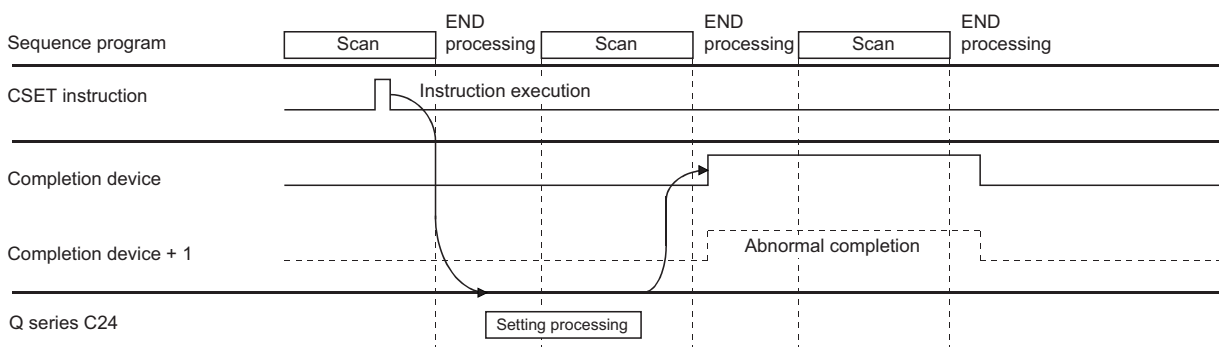 END
processing
END
processing
END
processing
Sequence program
Scan
Scan
Scan
CSET instruction
Instruction execution
Completion device
Completion device + 1
Abnormal completion
Q series C24
Setting processing